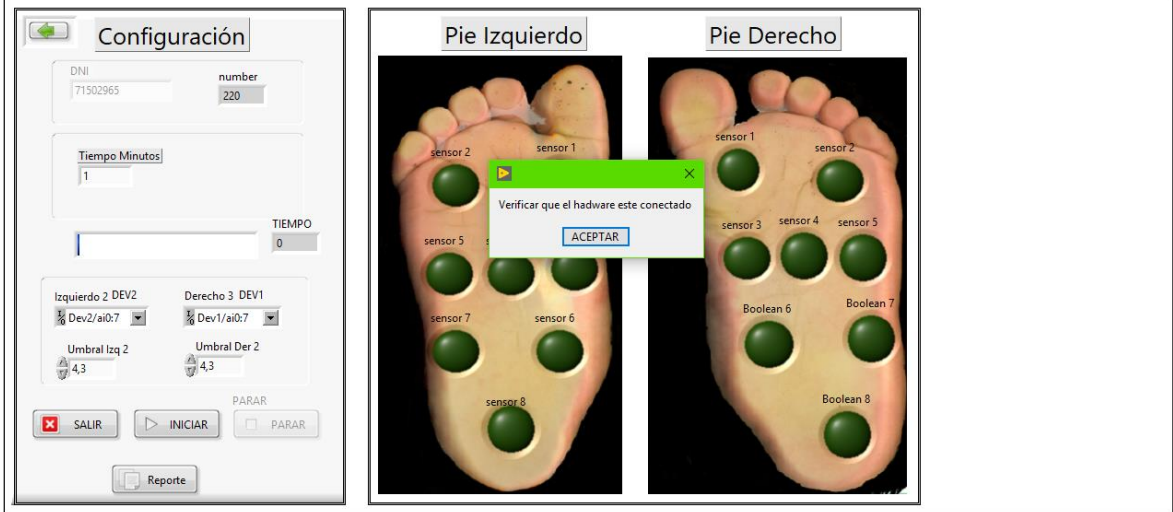 Configuración
DNI
71502965
number
220
Tiempo Minutos
1
TIEMPO
0
Izquierdo 2 DEV2
Derecho 3 DEV1
Dev2/ai0:7
Dev1/ai0:7
Umbral Izq 2
Umbral Der 2
4,3
4,3
PARAR
SALIR
INICIAR
PARAR
Reporte
Pie Izquierdo
Pie Derecho
sensor 2
sensor 1
sensor 1
sensor 2
Verificar que el hadware este conectado
ACEPTAR
sensor 5
sensor 3
sensor 4
sensor 5
sensor 7
sensor 6
Boolean 6
Boolean 7
sensor 8
Boolean 8